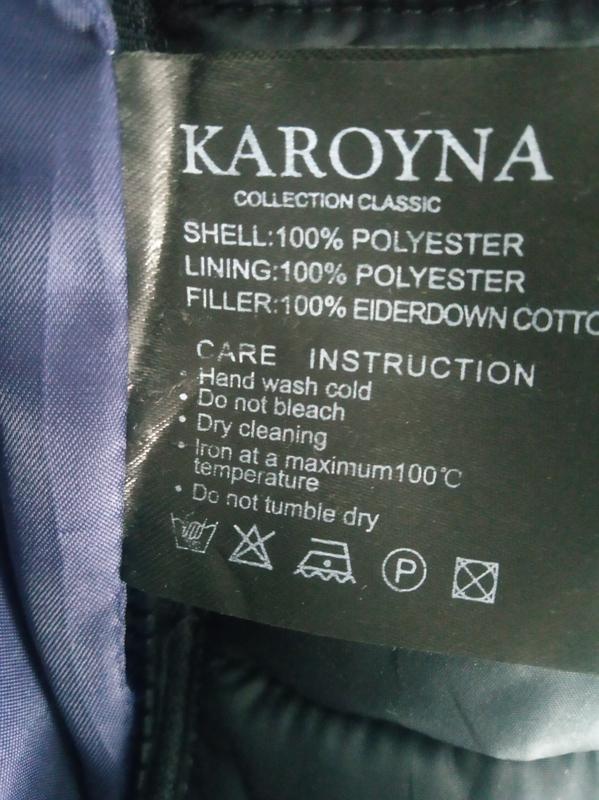 KAROYNA
COLLECTION CLASSIC
SHELL:100% POLYESTER
LINING:100% POLYESTER
FILLER:100% EIDERDOWN COTTO
CARE INSTRUCTION
• Hand wash cold
• Do not bleach
• Dry cleaning
• Iron at a maximum100℃
temperature
• Do not tumble dry
P